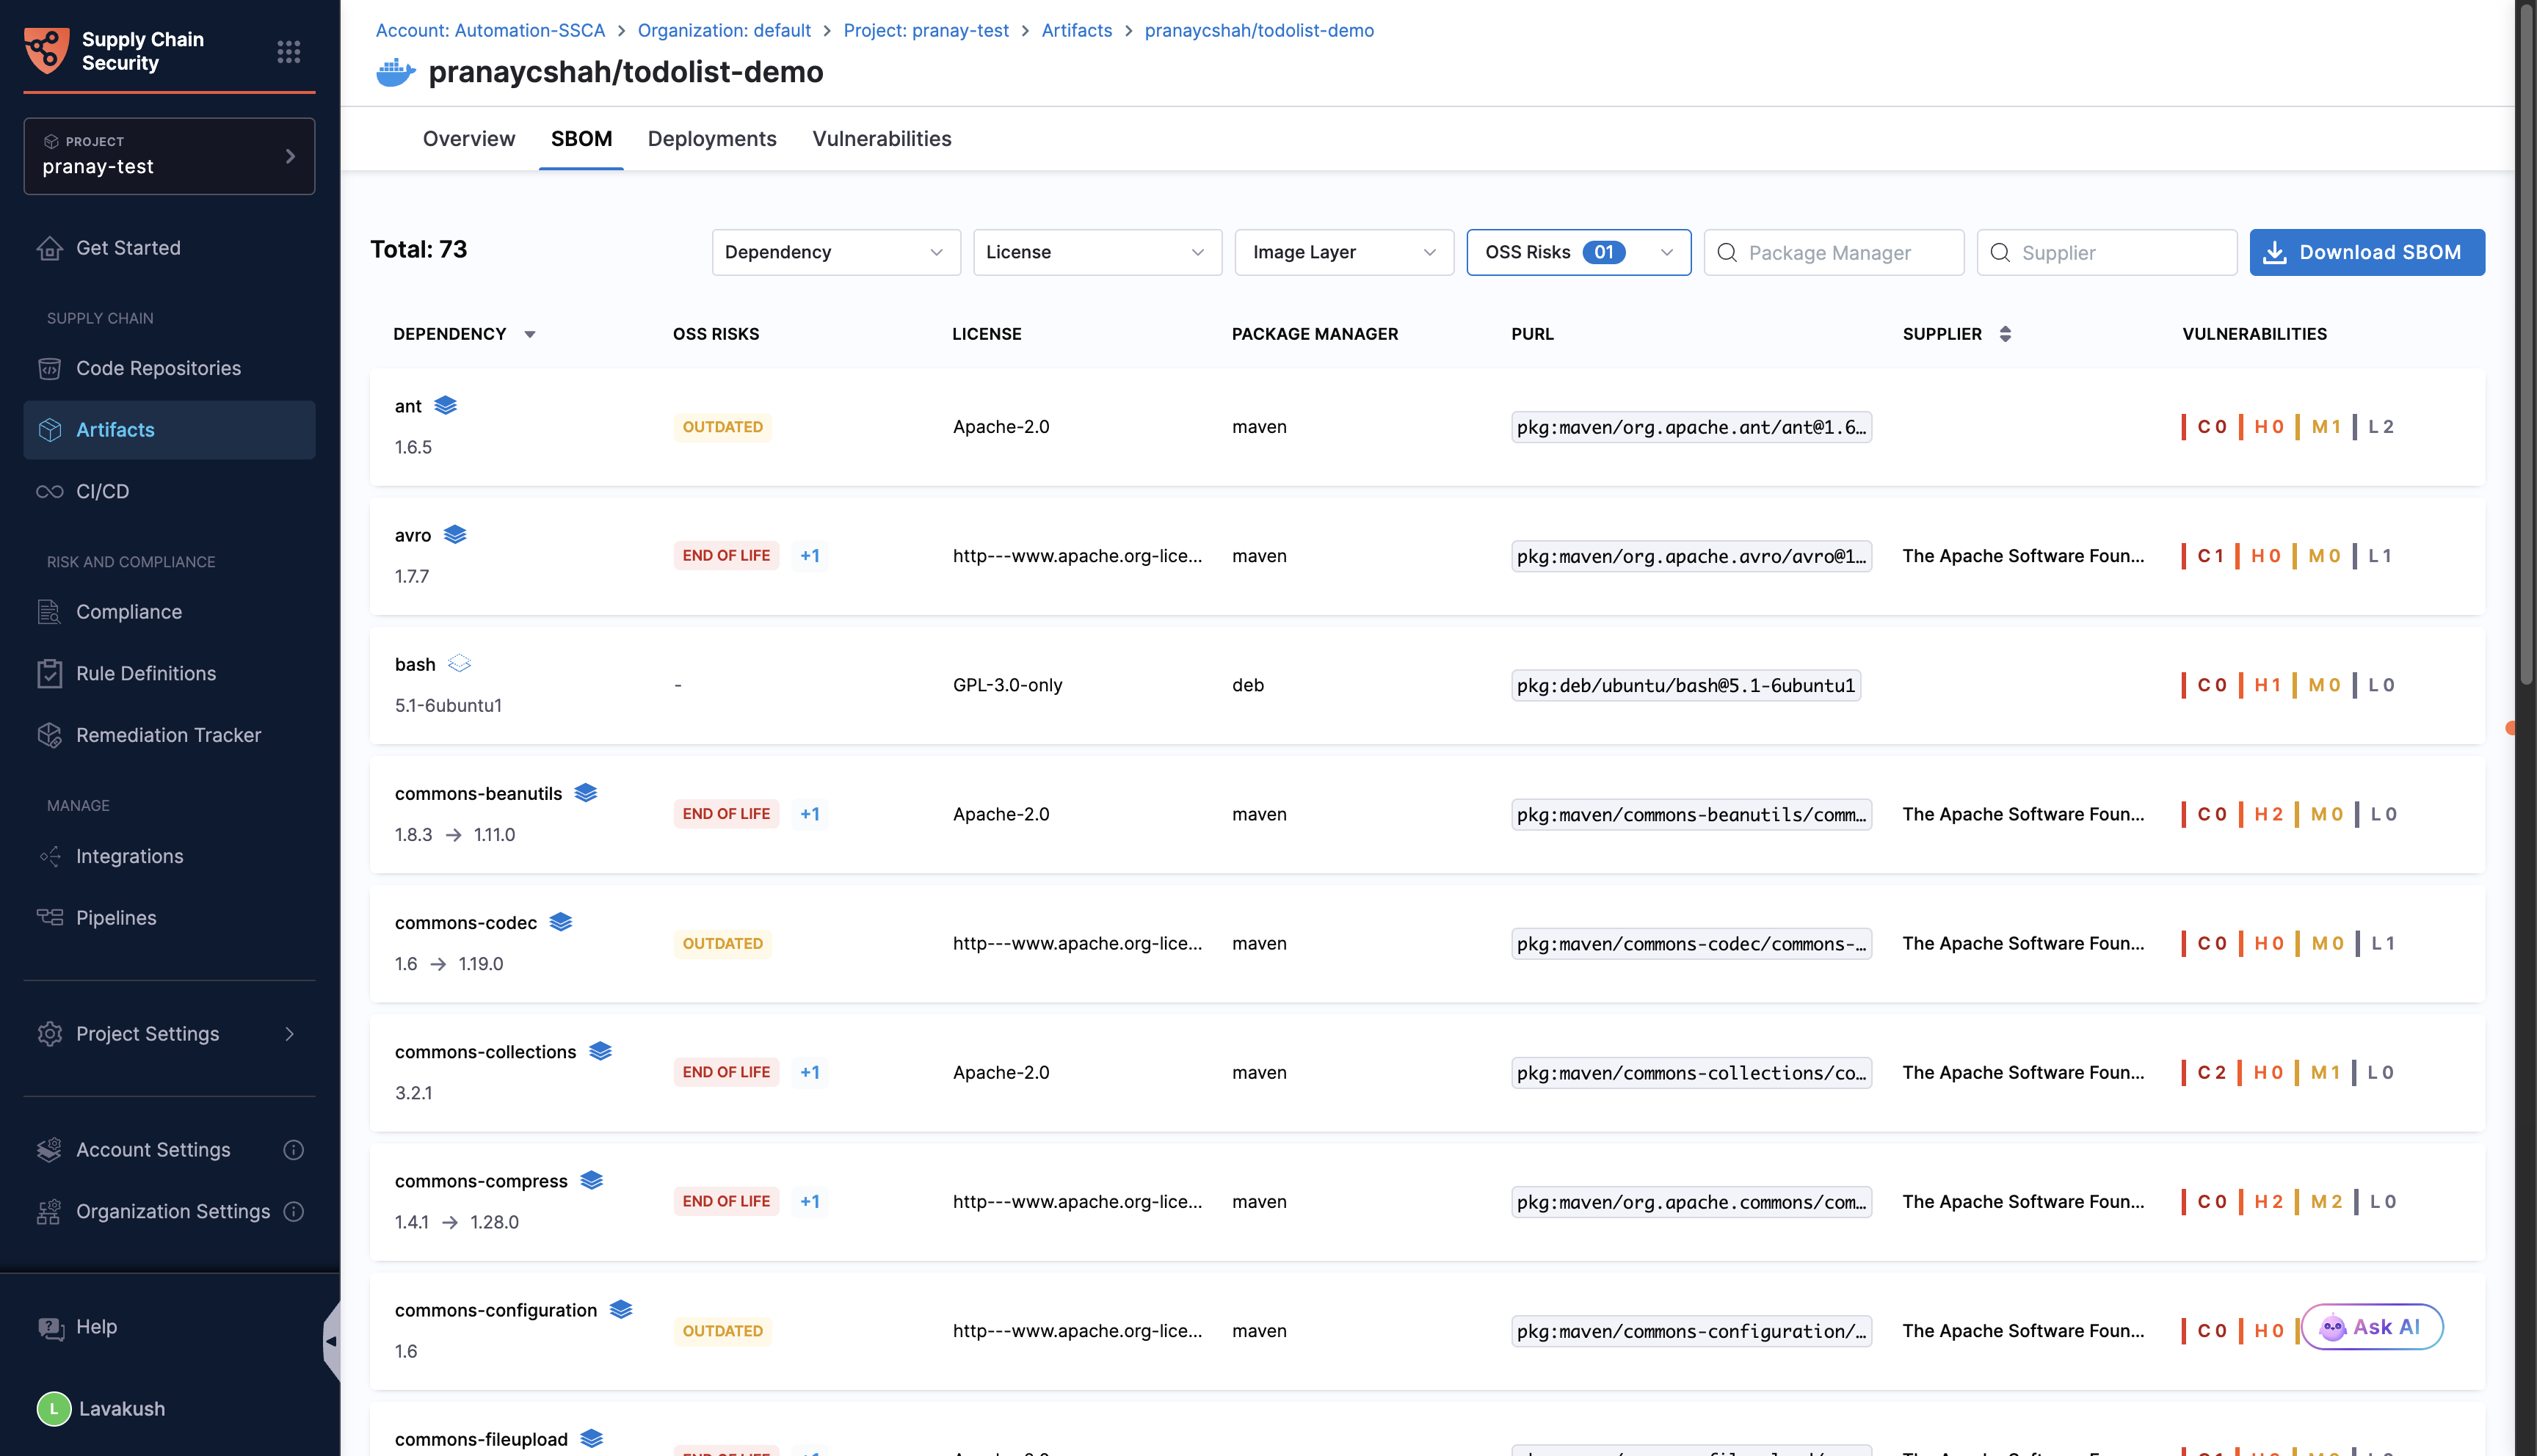 Supply Chain
Security
PROJECT
pranay-test
Get Started
SUPPLY CHAIN
Code Repositories
Artifacts
CI/CD
RISK AND COMPLIANCE
Compliance
Rule Definitions
Remediation Tracker
MANAGE
Integrations
Pipelines
Project Settings
Account Settings
Organization Settings
Help
L Lavakush
Account: Automation-SSCA > Organization: default > Project: pranay-test > Artifacts > pranaycshah/todolist-demo
pranaycshah/todolist-demo
Overview SBOM Deployments Vulnerabilities
Total: 73 Dependency License Image Layer OSS Risks 01 Package Manager Supplier Download SBOM
DEPENDENCY OSS RISKS LICENSE PACKAGE MANAGER PURL SUPPLIER VULNERABILITIES
ant
1.6.5
OUTDATED Apache-2.0 maven pkg:maven/org.apache.ant/ant@1.6… C 0 H 0 M 1 L 2
avro
1.7.7
END OF LIFE +1 http---www.apache.org-lice... maven pkg:maven/org.apache.avro/avro@1… The Apache Software Foun... C 1 H 0 M 0 L 1
bash
5.1-6ubuntu1
- GPL-3.0-only deb pkg:deb/ubuntu/bash@5.1-6ubuntu1 C 0 H 1 M 0 L 0
commons-beanutils
1.8.3 → 1.11.0
END OF LIFE +1 Apache-2.0 maven pkg:maven/commons-beanutils/comm… The Apache Software Foun... C 0 H 2 M 0 L 0
commons-codec
1.6 → 1.19.0
OUTDATED http---www.apache.org-lice... maven pkg:maven/commons-codec/commons-… The Apache Software Foun... C 0 H 0 M 0 L 1
commons-collections
3.2.1
END OF LIFE +1 Apache-2.0 maven pkg:maven/commons-collections/co… The Apache Software Foun... C 2 H 0 M 1 L 0
commons-compress
1.4.1 → 1.28.0
END OF LIFE +1 http---www.apache.org-lice... maven pkg:maven/org.apache.commons/com… The Apache Software Foun... C 0 H 2 M 2 L 0
commons-configuration
1.6
OUTDATED http---www.apache.org-lice... maven pkg:maven/commons-configuration/… The Apache Software Foun... C 0 H 0
Ask AI
commons-fileupload